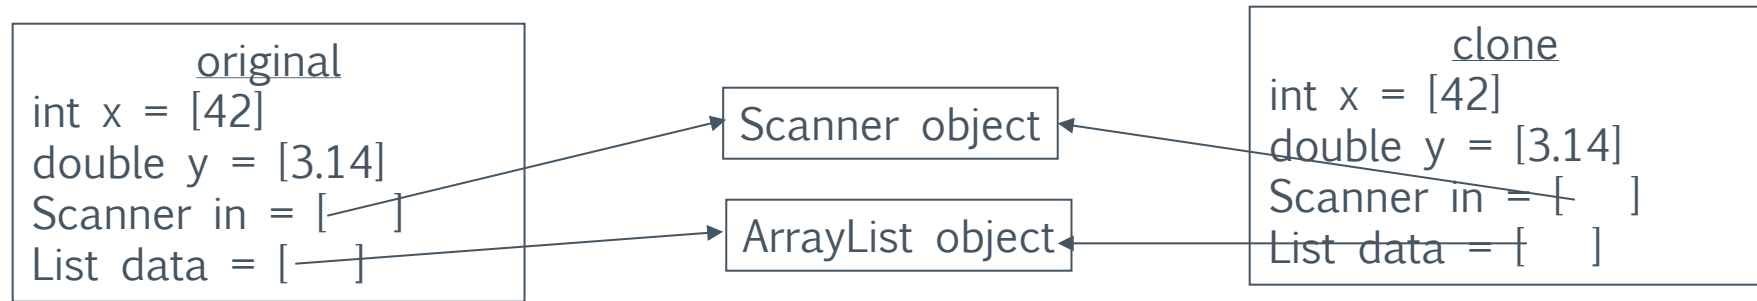 original
int x = [42]
double y = [3.14]
Scanner in = [ ]
List data = [ ]
Scanner object
ArrayList object
clone
int x = [42]
double y = [3.14]
Scanner in = [ ]
List data = [ ]